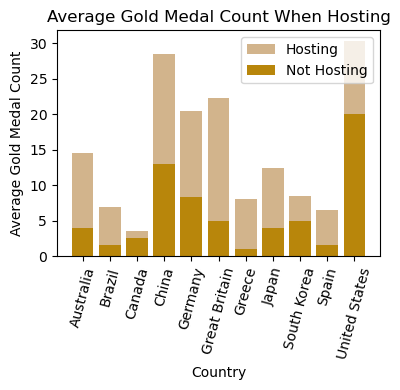 Average Gold Medal Count When Hosting
Hosting
Not Hosting
Average Gold Medal Count
30
25
20
15
10
5
0
Australia
Brazil
Canada
China
Germany
Great Britain
Greece
Japan
South Korea
Spain
United States
Country